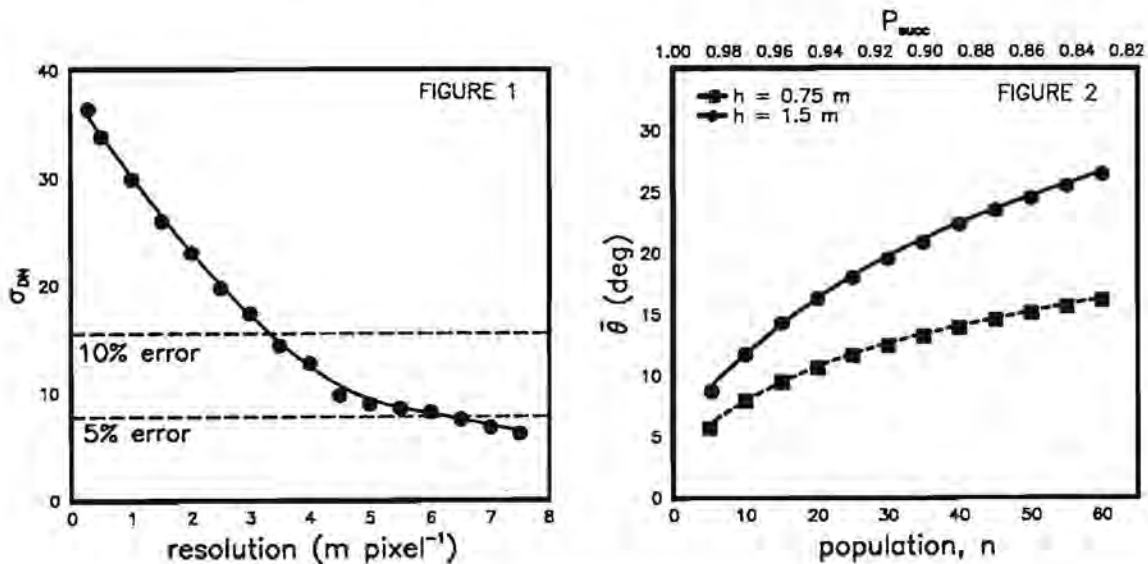 FIGURE 1
40
30
20
10
0
σ_DN
10% error
5% error
0 1 2 3 4 5 6 7 8
resolution (m pixel⁻¹)
P_succ
1.00 0.98 0.96 0.94 0.92 0.90 0.88 0.86 0.84 0.82
FIGURE 2
h = 0.75 m
h = 1.5 m
30
25
20
15
10
5
0
θ̄ (deg)
0 10 20 30 40 50 60
population, n